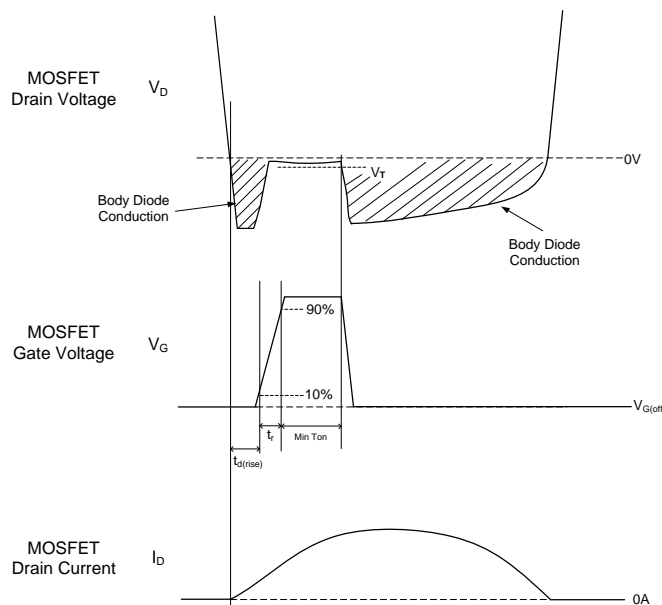 MOSFET
Drain Voltage
V_D
0V
V_T
Body Diode
Conduction
Body Diode
Conduction
MOSFET
Gate Voltage
V_G
90%
10%
V_G(off
t_r
Min Ton
t_d(rise)
MOSFET
Drain Current
I_D
0A